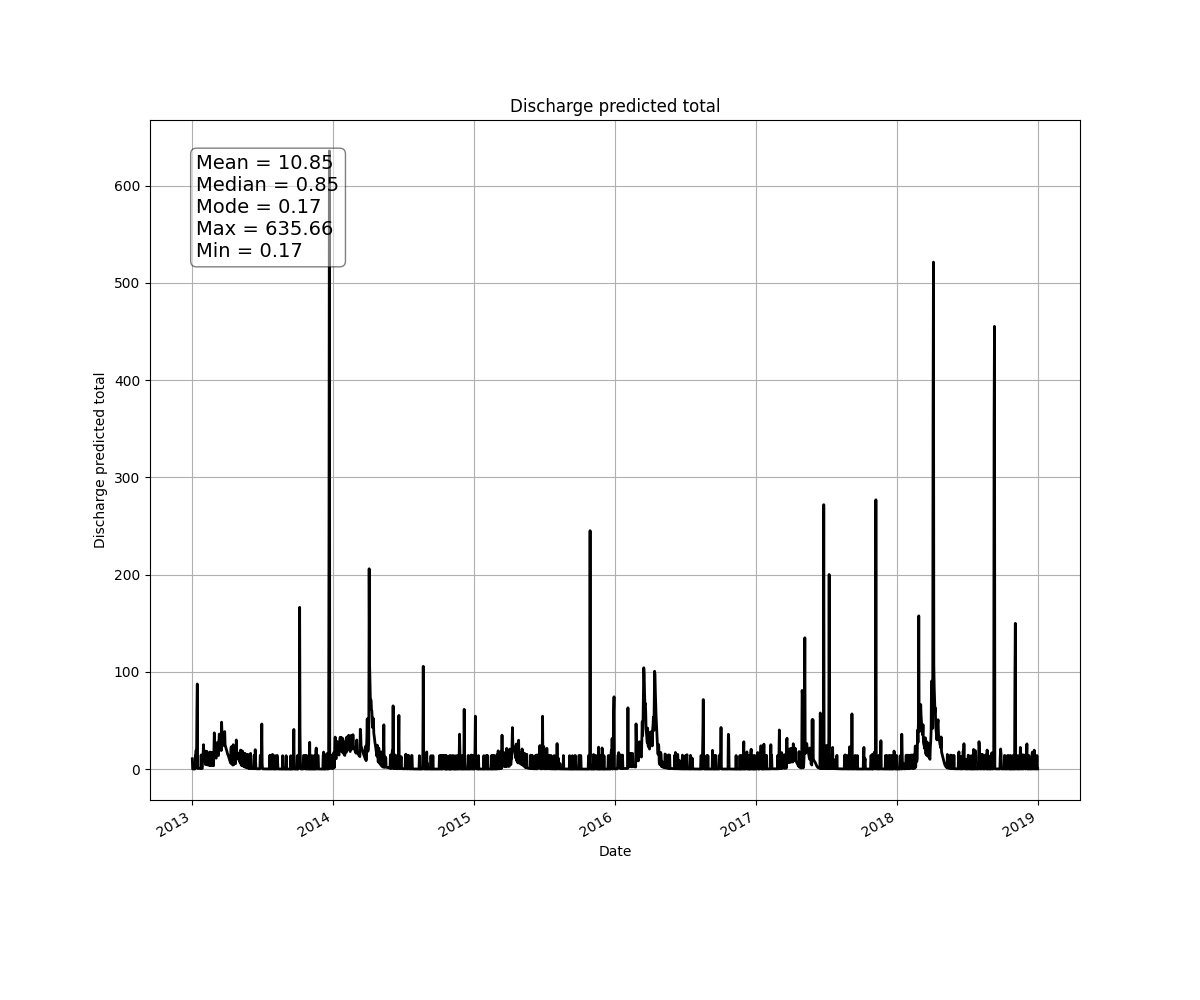 Discharge predicted total
Mean = 10.85
Median = 0.85
Mode = 0.17
Max = 635.66
Min = 0.17
Discharge predicted total
600
500
400
300
200
100
0
2013
2014
2015
2016
2017
2018
2019
Date